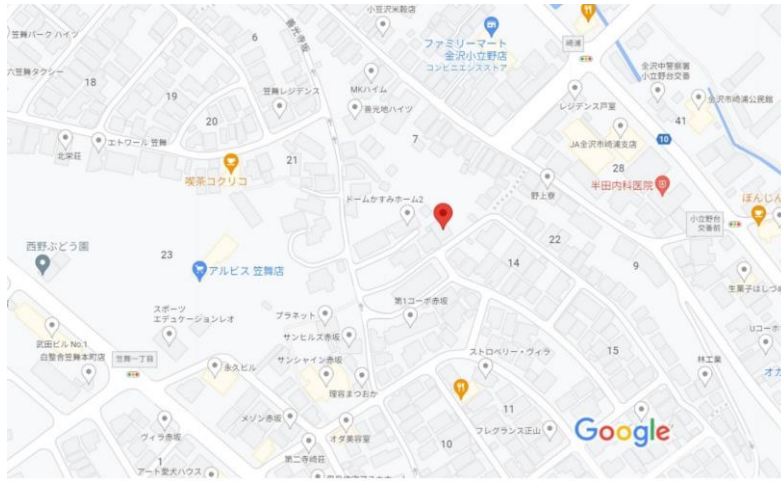 小豆沢米穀店
笠舞パーク ハイツ
6
善光寺坂
ファミリーマート
金沢小立野店
コンビニエンスストア
崎浦
金沢中警察署
小立野台交番
六笠舞タクシー
18
19
笠舞レジデンス
MKハイム
善光地ハイツ
レジデンス戸室
金沢市崎浦公民館
41
20
7
10
JA金沢市崎浦支店
エトワール 笠舞
北栄荘
21
28
喫茶コクリコ
半田内科医院
野上寮
ドームかすみホーム2
ぽんじん
小立野台
交番前
西野ぶどう園
23
22
14
9
アルビス 笠舞店
生菓子はしづめ
スポーツ
エデュケーションレオ
プラネット
第1コーポ赤坂
Uコーポ
武田ビル No.1
白整舎笠舞本町店
笠舞一丁目
サンヒルズ赤坂
15
サンシャイン赤坂
ストロベリー・ヴィラ
林工業
永久ビル
オカ
理容まつおか
メゾン赤坂
11
ヴィラ赤坂
オダ美容室
フレグランス正山
Google
10
第二寺崎荘
1
アート愛犬ハウス